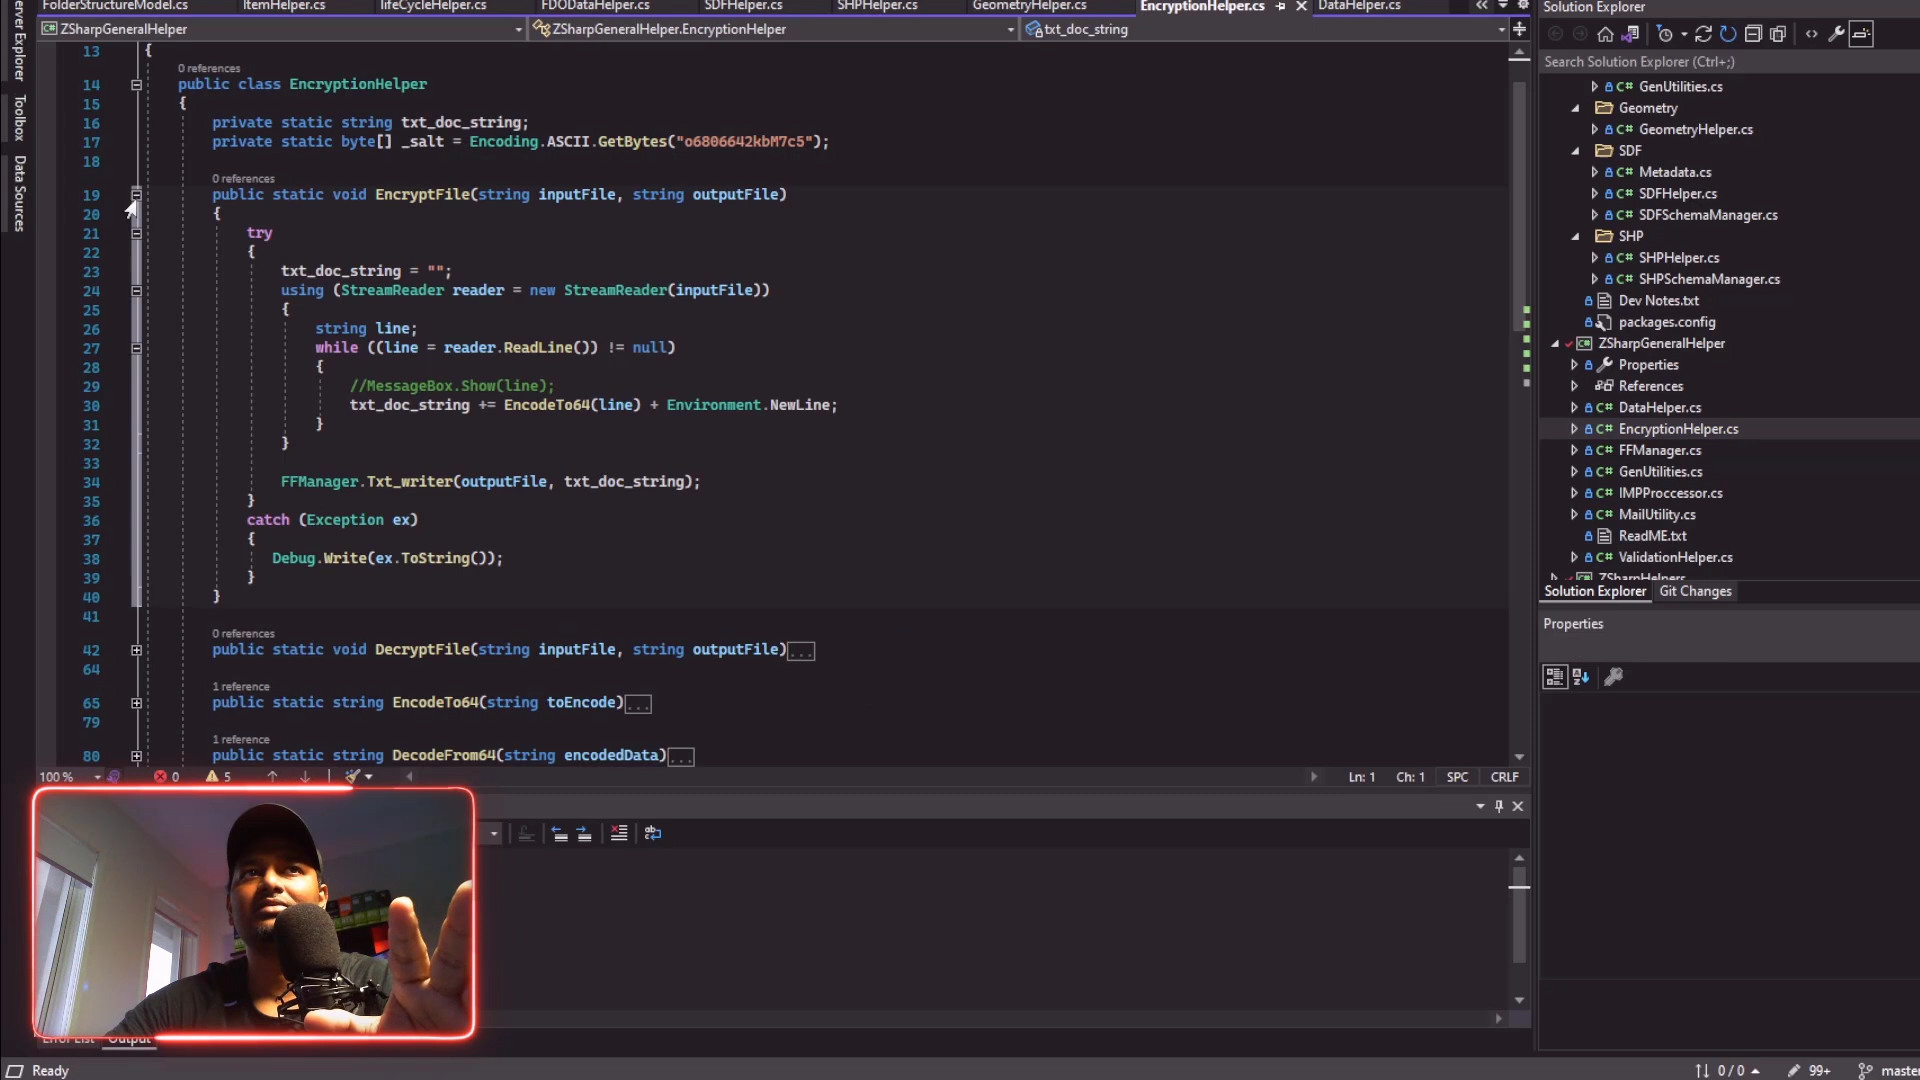 FolderStructureModel.cs ItemHelper.cs lifeCycleHelper.cs FDODataHelper.cs SDFHelper.cs SHPHelper.cs GeometryHelper.cs EncryptionHelper.cs DataHelper.cs
Solution Explorer
ZSharpGeneralHelper ZSharpGeneralHelper.EncryptionHelper txt_doc_string
Server Explorer
Toolbox
Data Sources
13 {
0 references
14 public class EncryptionHelper
15 {
16 private static string txt_doc_string;
17 private static byte[] _salt = Encoding.ASCII.GetBytes("o6806642kbM7c5");
18
0 references
19 public static void EncryptFile(string inputFile, string outputFile)
20 {
21 try
22 {
23 txt_doc_string = "";
24 using (StreamReader reader = new StreamReader(inputFile))
25 {
26 string line;
27 while ((line = reader.ReadLine()) != null)
28 {
29 //MessageBox.Show(line);
30 txt_doc_string += EncodeTo64(line) + Environment.NewLine;
31 }
32 }
33
34 FFManager.Txt_writer(outputFile, txt_doc_string);
35 }
36 catch (Exception ex)
37 {
38 Debug.Write(ex.ToString());
39 }
40 }
41
0 references
42 public static void DecryptFile(string inputFile, string outputFile)...
64
1 reference
65 public static string EncodeTo64(string toEncode)...
79
1 reference
80 public static string DecodeFrom64(string encodedData)...
100 % 0 5 Ln: 1 Ch: 1 SPC CRLF
Error List Output
Search Solution Explorer (Ctrl+;)
C# GenUtilities.cs
Geometry
C# GeometryHelper.cs
SDF
C# Metadata.cs
C# SDFHelper.cs
C# SDFSchemaManager.cs
SHP
C# SHPHelper.cs
C# SHPSchemaManager.cs
Dev Notes.txt
packages.config
C# ZSharpGeneralHelper
Properties
References
C# DataHelper.cs
C# EncryptionHelper.cs
C# FFManager.cs
C# GenUtilities.cs
C# IMPProccessor.cs
C# MailUtility.cs
ReadME.txt
C# ValidationHelper.cs
ZSharpHelpers
Solution Explorer Git Changes
Properties
Ready 0 / 0 99+ master